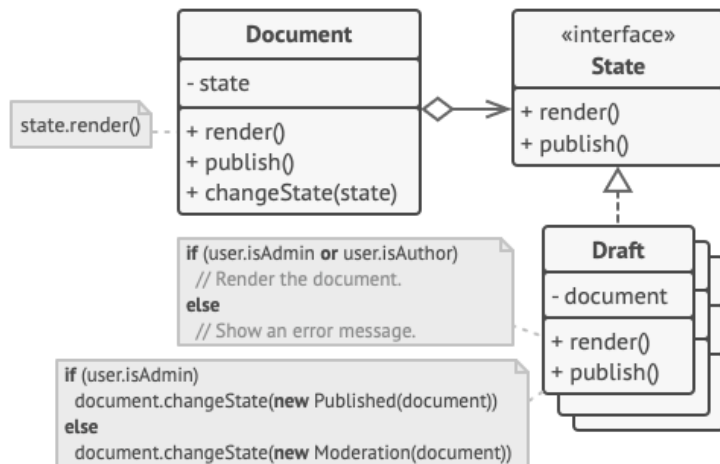 Document
- state
+ render()
+ publish()
+ changeState(state)
state.render()
«interface»
State
+ render()
+ publish()
Draft
- document
+ render()
+ publish()
if (user.isAdmin or user.isAuthor)
// Render the document.
else
// Show an error message.
if (user.isAdmin)
document.changeState(new Published(document))
else
document.changeState(new Moderation(document))